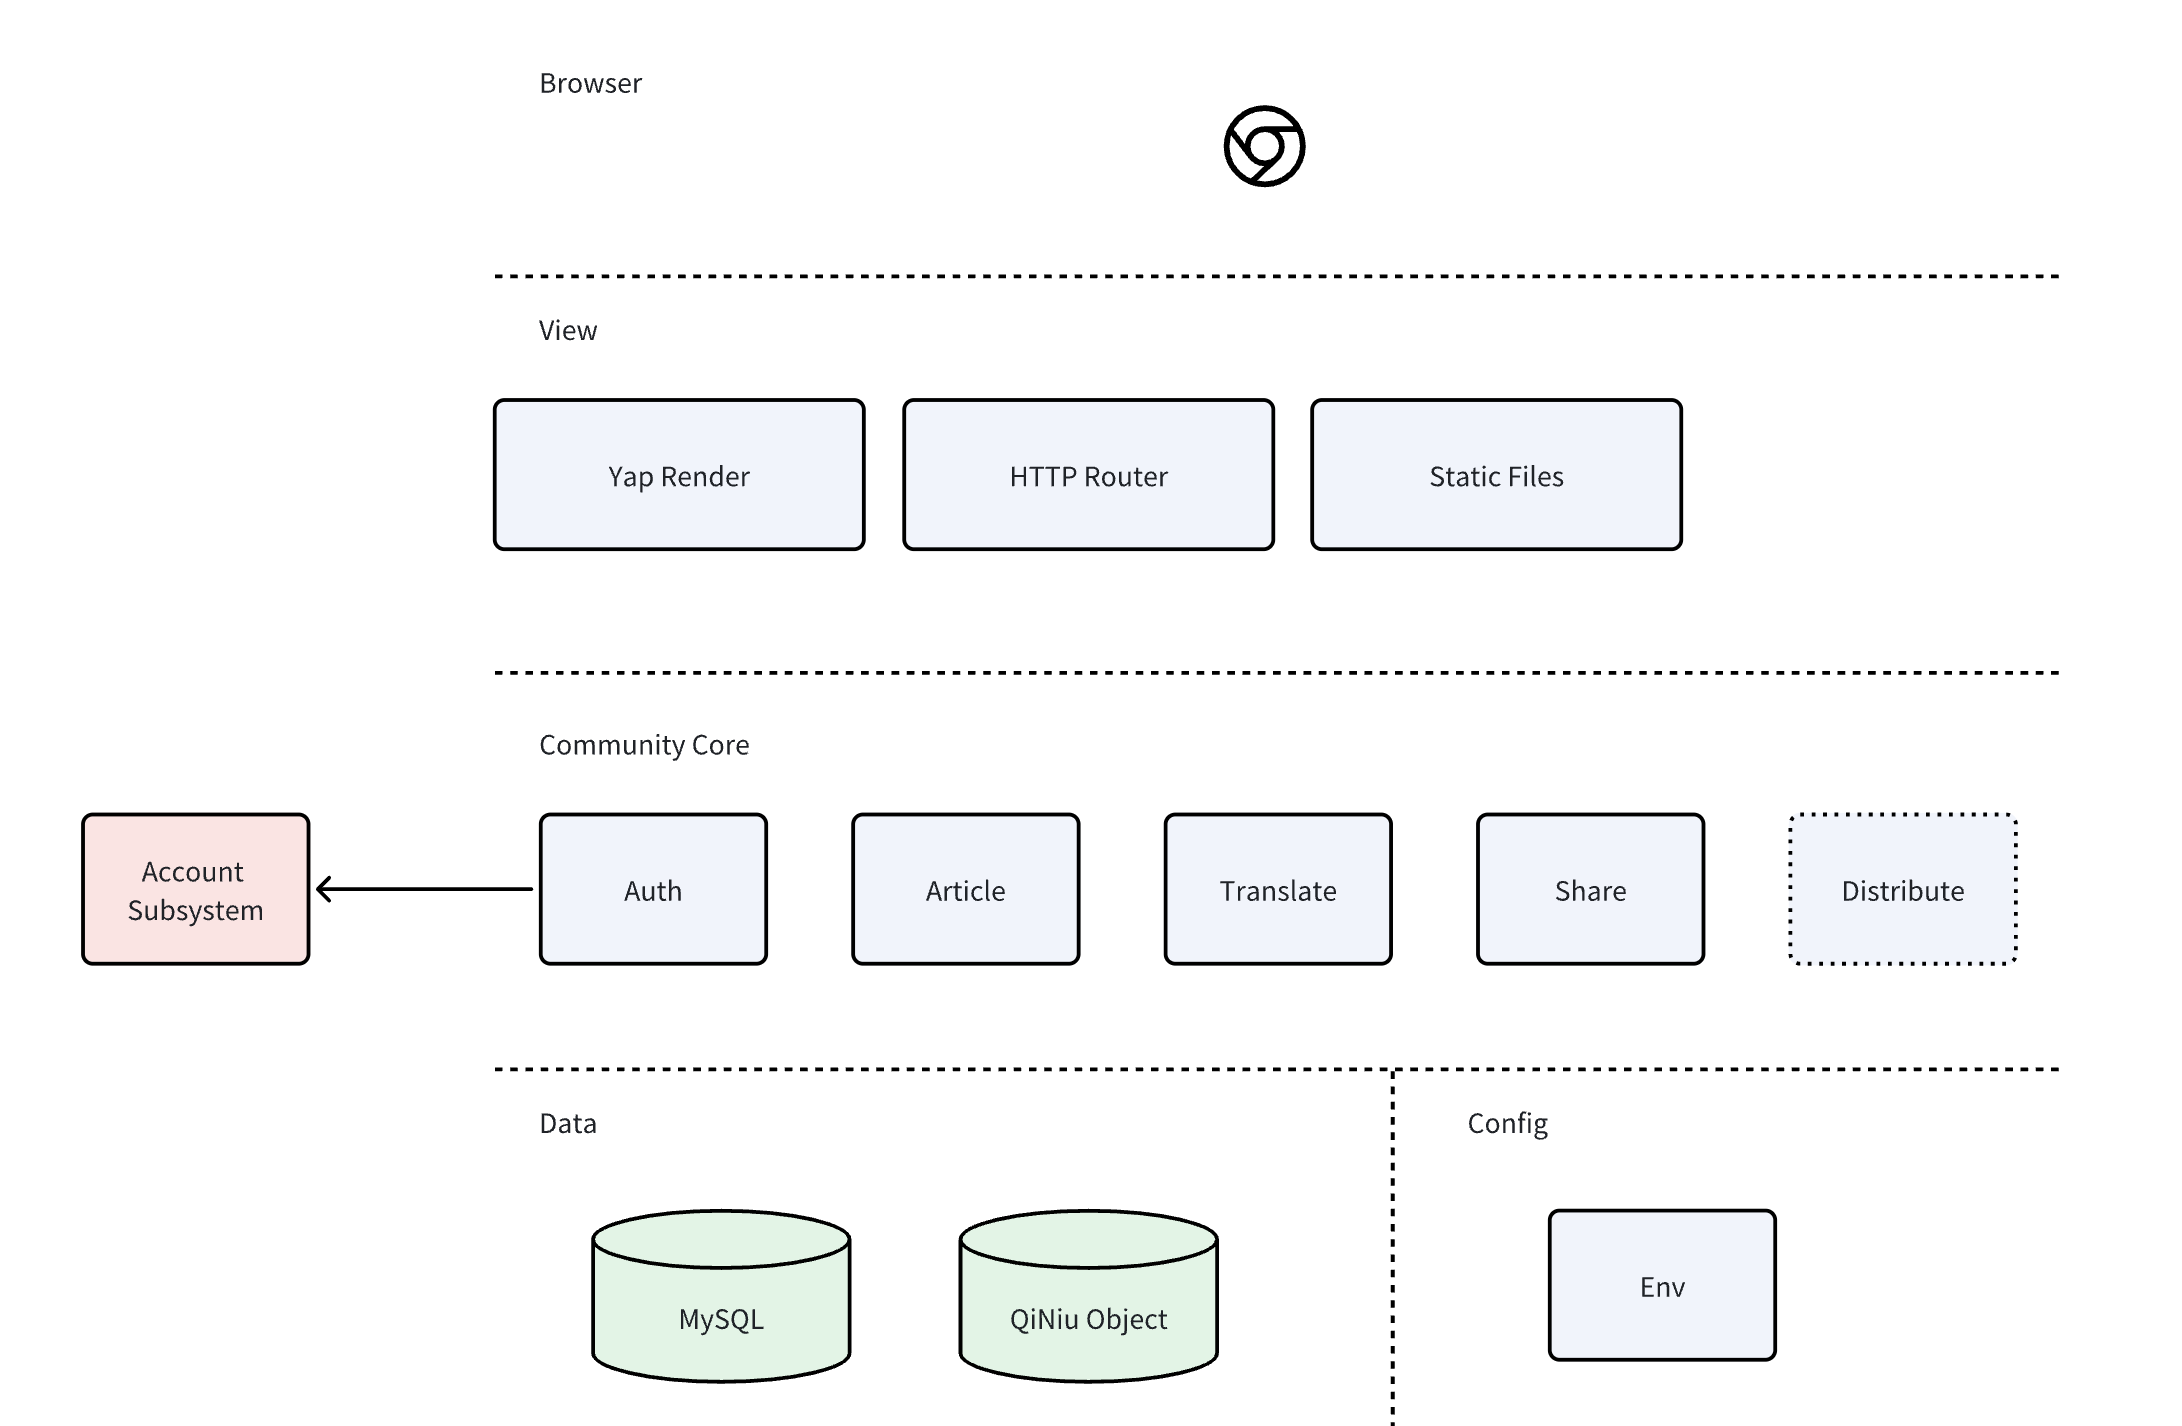 Browser
View
Yap Render
HTTP Router
Static Files
Community Core
Account
Subsystem
Auth
Article
Translate
Share
Distribute
Data
Config
MySQL
QiNiu Object
Env